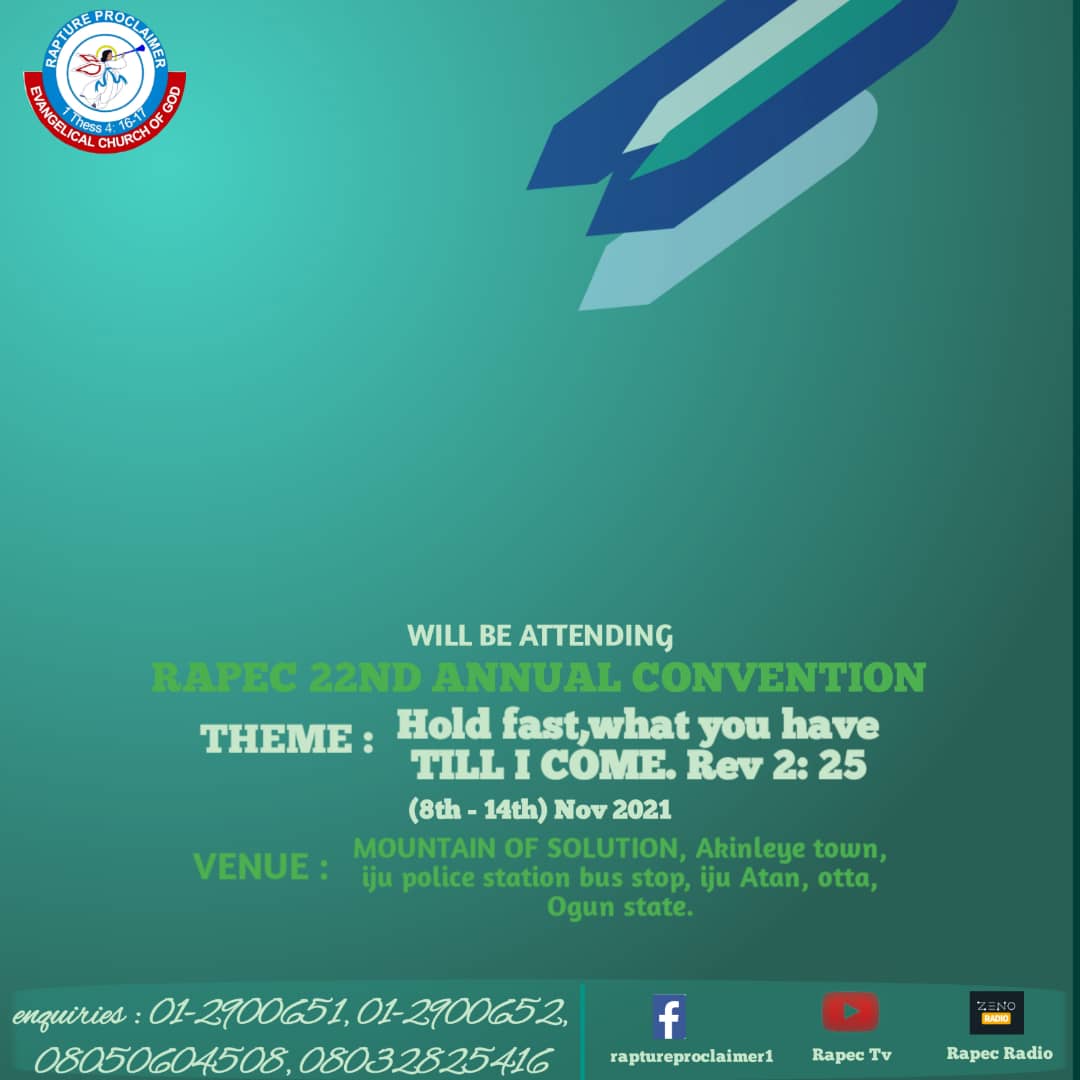 RAPTURE PROCLAIMER
1 Thess 4: 16-17
EVANGELICAL CHURCH OF GOD
WILL BE ATTENDING
RAPEC 22ND ANNUAL CONVENTION
THEME : Hold fast,what you have
TILL I COME. Rev 2: 25
(8th - 14th) Nov 2021
VENUE : MOUNTAIN OF SOLUTION, Akinleye town,
iju police station bus stop, iju Atan, otta,
Ogun state.
enquiries : 01-2900651, 01-2900652,
08050604508, 08032825416
f
raptureproclaimer1
Rapec Tv
ZENO
RADIO
Rapec Radio